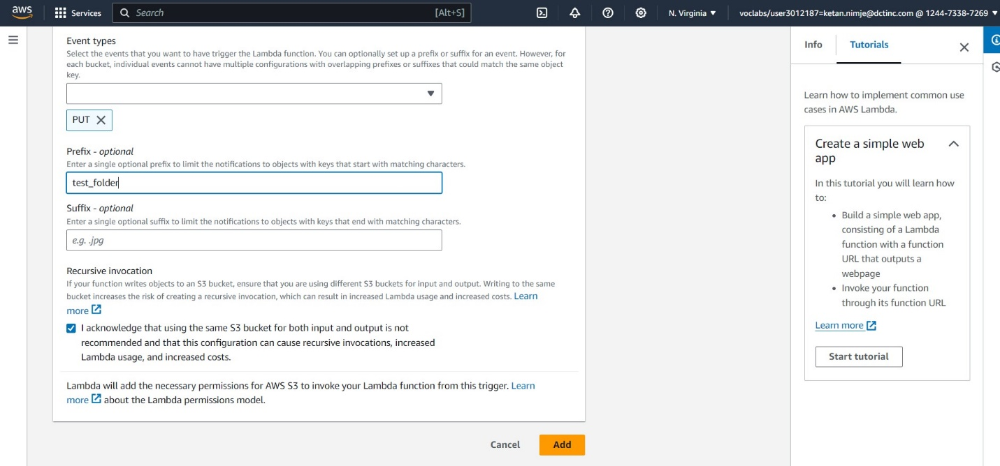 aws
Services
Search
[Alt+S]
N. Virginia
voclabs/user3012187=ketan.nimje@dctinc.com @ 1244-7338-7269
Event types
Select the events that you want to have trigger the Lambda function. You can optionally set up a prefix or suffix for an event. However, for
each bucket, individual events cannot have multiple configurations with overlapping prefixes or suffixes that could match the same object
key.
PUT
Prefix - optional
Enter a single optional prefix to limit the notifications to objects with keys that start with matching characters.
test_folder
Suffix - optional
Enter a single optional suffix to limit the notifications to objects with keys that end with matching characters.
e.g. .jpg
Recursive invocation
If your function writes objects to an S3 bucket, ensure that you are using different S3 buckets for input and output. Writing to the same
bucket increases the risk of creating a recursive invocation, which can result in increased Lambda usage and increased costs. Learn
more
I acknowledge that using the same S3 bucket for both input and output is not
recommended and that this configuration can cause recursive invocations, increased
Lambda usage, and increased costs.
Lambda will add the necessary permissions for AWS S3 to invoke your Lambda function from this trigger. Learn
more about the Lambda permissions model.
Cancel
Add
Info
Tutorials
Learn how to implement common use
cases in AWS Lambda.
Create a simple web
app
In this tutorial you will learn how
to:
• Build a simple web app,
consisting of a Lambda
function with a function
URL that outputs a
webpage
• Invoke your function
through its function URL
Learn more
Start tutorial